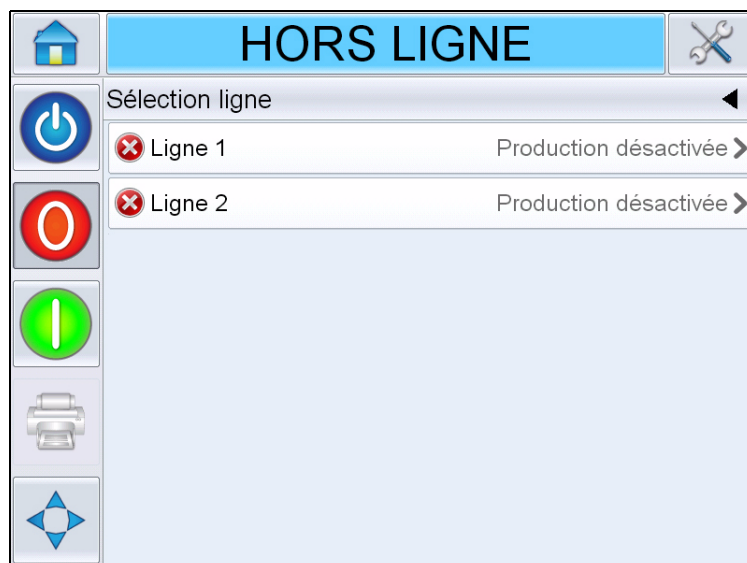 HORS LIGNE
Sélection ligne
Ligne 1 Production désactivée
Ligne 2 Production désactivée